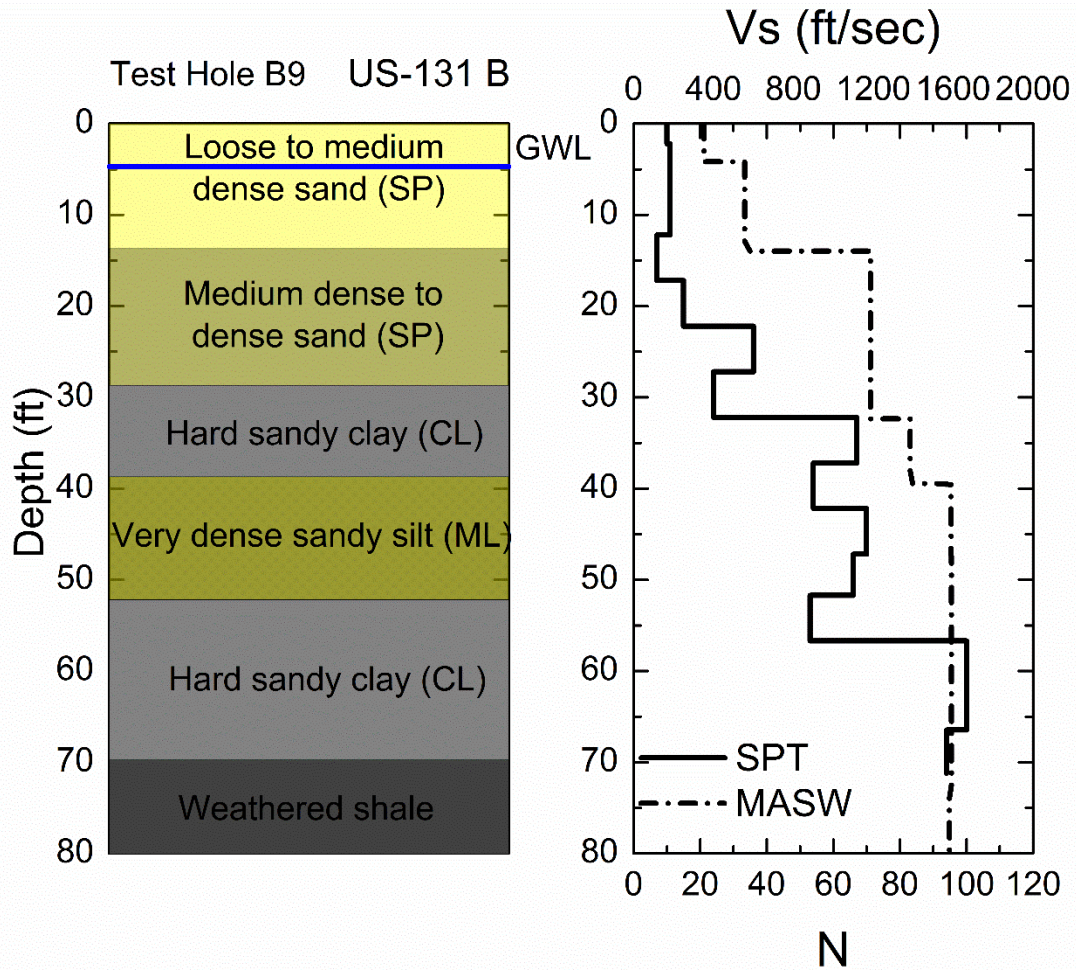 Vs (ft/sec)
Test Hole B9 US-131 B
0 400 800 1200 1600 2000
0
Loose to medium
dense sand (SP)
GWL
10
Medium dense to
dense sand (SP)
20
30
Hard sandy clay (CL)
40
Very dense sandy silt (ML)
50
60
Hard sandy clay (CL)
70
Weathered shale
80
Depth (ft)
0
10
20
30
40
50
60
70
80
SPT
MASW
0 20 40 60 80 100 120
N